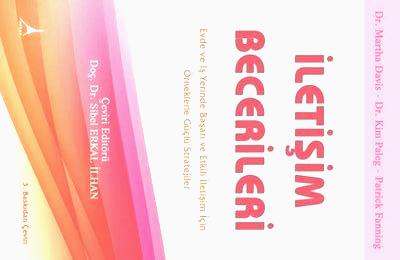 Dr. Martha Davis - Dr. Kim Paleg - Patrick Fanning
İLETİŞİM
BECERİLERİ
Evde ve İş Yerinde Başarı ve Etkili İletişim İçin
Örneklerle Güçlü Stratejiler
Çeviri Editörü
Doç. Dr. Sibel ERKAL İLHAN
3. Baskıdan Çeviri